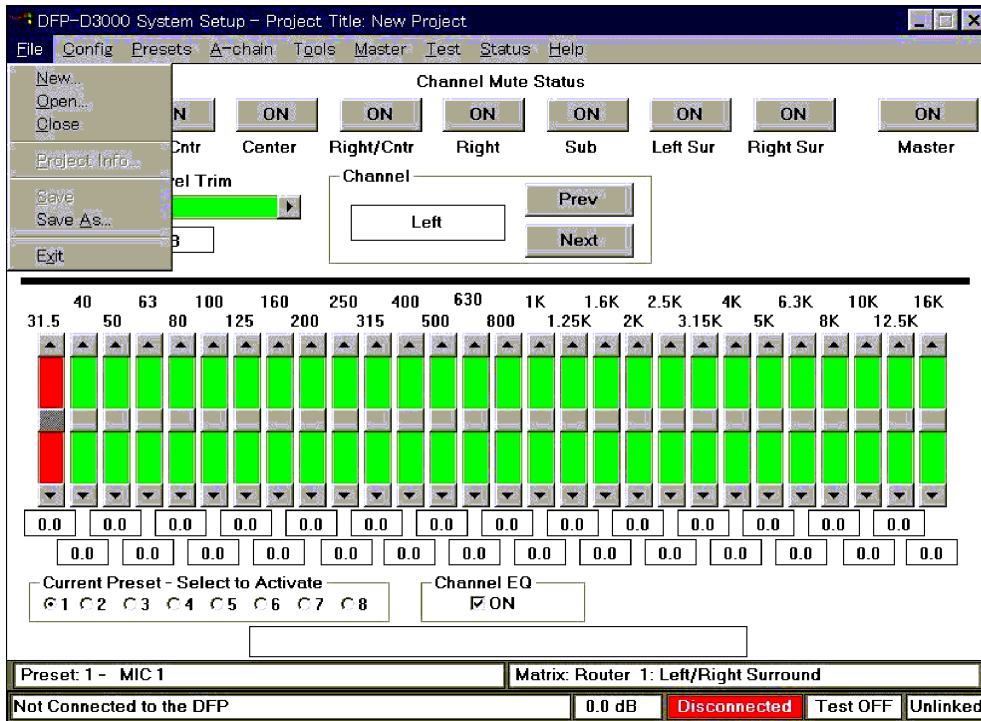 DFP-D3000 System Setup - Project Title: New Project
File Config Presets A-chain Tools Master Test Status Help
New...
Open...
Close
Project Info...
Save
Save As...
Exit
Channel Mute Status
N ON ON ON ON ON ON ON
Cntr Center Right/Cntr Right Sub Left Sur Right Sur Master
vel Trim
Channel
Left
Prev
Next
B
40 63 100 160 250 400 630 1K 1.6K 2.5K 4K 6.3K 10K 16K
31.5 50 80 125 200 315 500 800 1.25K 2K 3.15K 5K 8K 12.5K
0.0 0.0 0.0 0.0 0.0 0.0 0.0 0.0 0.0 0.0 0.0 0.0 0.0 0.0
0.0 0.0 0.0 0.0 0.0 0.0 0.0 0.0 0.0 0.0 0.0 0.0 0.0 0.0
Current Preset - Select to Activate
1 2 3 4 5 6 7 8
Channel EQ
ON
Preset: 1 - MIC 1
Matrix: Router 1: Left/Right Surround
Not Connected to the DFP
0.0 dB
Disconnected
Test OFF
Unlinked